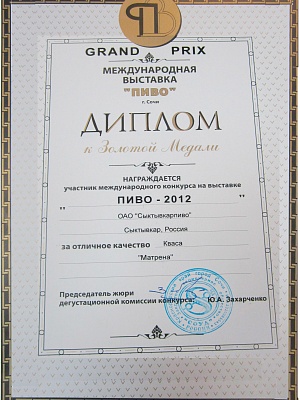 GRAND PRIX
МЕЖДУНАРОДНАЯ
ВЫСТАВКА
"ПИВО"
г. Сочи
ДИПЛОМ
к Золотой Медали
НАГРАЖДАЕТСЯ
участник международного конкурса на выставке
" ПИВО - 2012 "
ОАО "Сыктывкарпиво"
Сыктывкар, Россия
за отличное качество Кваса
"Матрена"
Председатель жюри
дегустационной комиссии конкурса: Ю.А. Захарченко